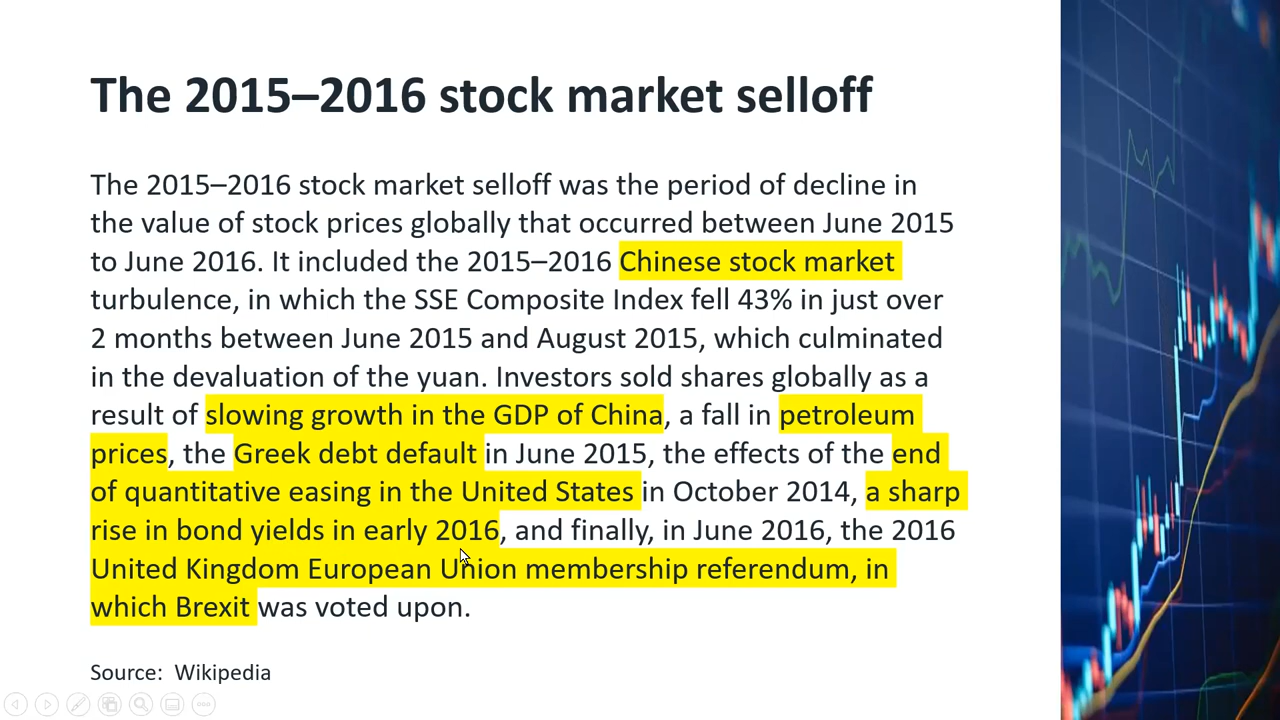 The 2015–2016 stock market selloff
The 2015–2016 stock market selloff was the period of decline in
the value of stock prices globally that occurred between June 2015
to June 2016. It included the 2015–2016 Chinese stock market
turbulence, in which the SSE Composite Index fell 43% in just over
2 months between June 2015 and August 2015, which culminated
in the devaluation of the yuan. Investors sold shares globally as a
result of slowing growth in the GDP of China, a fall in petroleum
prices, the Greek debt default in June 2015, the effects of the end
of quantitative easing in the United States in October 2014, a sharp
rise in bond yields in early 2016, and finally, in June 2016, the 2016
United Kingdom European Union membership referendum, in
which Brexit was voted upon.
Source: Wikipedia